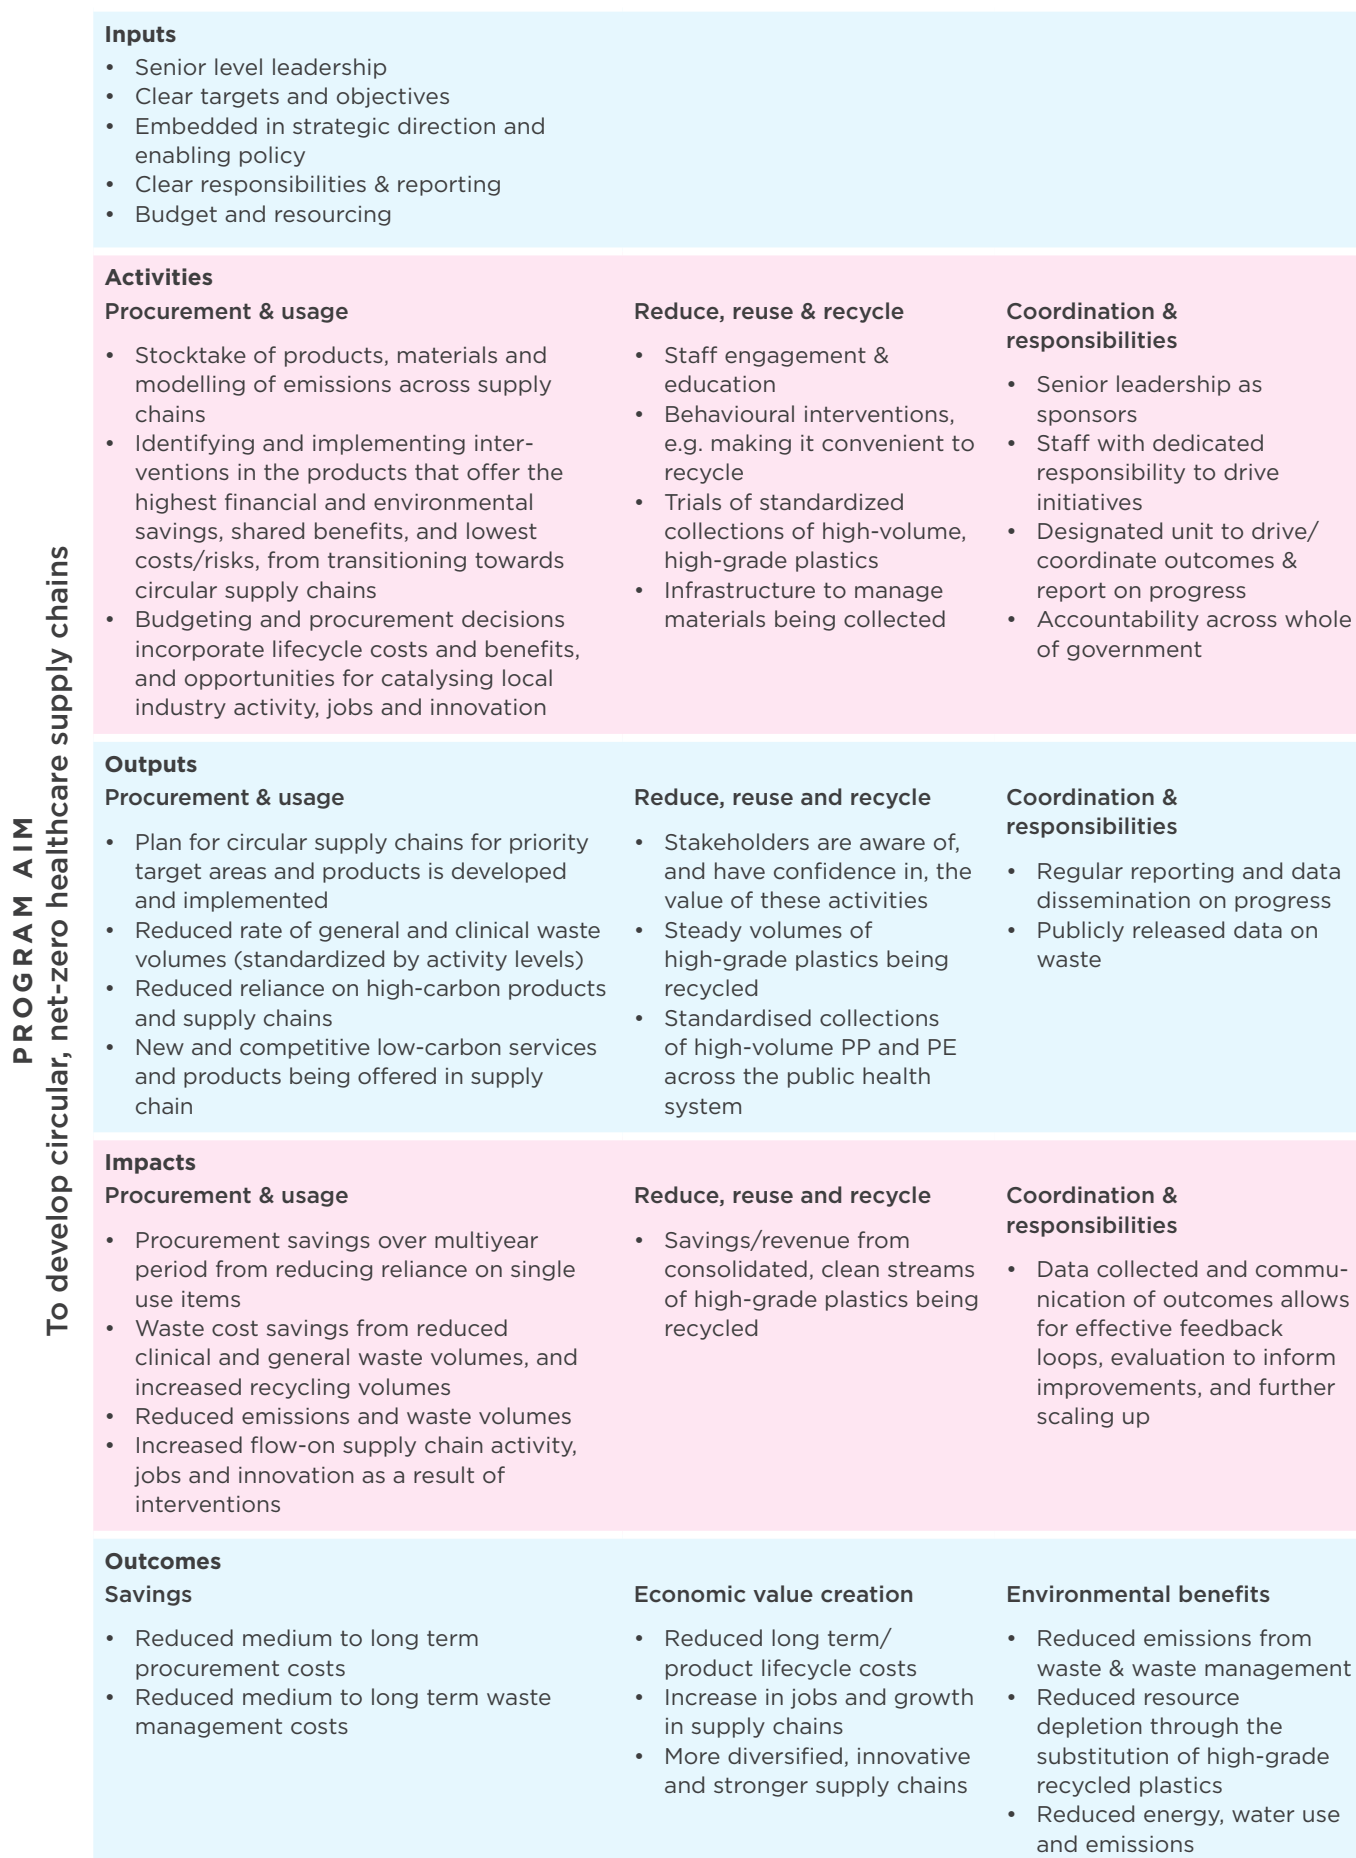 PROGRAM AIM
To develop circular, net-zero healthcare supply chains
Inputs
• Senior level leadership
• Clear targets and objectives
• Embedded in strategic direction and
enabling policy
• Clear responsibilities & reporting
• Budget and resourcing
Activities
Procurement & usage
• Stocktake of products, materials and
modelling of emissions across supply
chains
• Identifying and implementing inter-
ventions in the products that offer the
highest financial and environmental
savings, shared benefits, and lowest
costs/risks, from transitioning towards
circular supply chains
• Budgeting and procurement decisions
incorporate lifecycle costs and benefits,
and opportunities for catalysing local
industry activity, jobs and innovation
Reduce, reuse & recycle
• Staff engagement &
education
• Behavioural interventions,
e.g. making it convenient to
recycle
• Trials of standardized
collections of high-volume,
high-grade plastics
• Infrastructure to manage
materials being collected
Coordination &
responsibilities
• Senior leadership as
sponsors
• Staff with dedicated
responsibility to drive
initiatives
• Designated unit to drive/
coordinate outcomes &
report on progress
• Accountability across whole
of government
Outputs
Procurement & usage
• Plan for circular supply chains for priority
target areas and products is developed
and implemented
• Reduced rate of general and clinical waste
volumes (standardized by activity levels)
• Reduced reliance on high-carbon products
and supply chains
• New and competitive low-carbon services
and products being offered in supply
chain
Reduce, reuse and recycle
• Stakeholders are aware of,
and have confidence in, the
value of these activities
• Steady volumes of
high-grade plastics being
recycled
• Standardised collections
of high-volume PP and PE
across the public health
system
Coordination &
responsibilities
• Regular reporting and data
dissemination on progress
• Publicly released data on
waste
Impacts
Procurement & usage
• Procurement savings over multiyear
period from reducing reliance on single
use items
• Waste cost savings from reduced
clinical and general waste volumes, and
increased recycling volumes
• Reduced emissions and waste volumes
• Increased flow-on supply chain activity,
jobs and innovation as a result of
interventions
Reduce, reuse and recycle
• Savings/revenue from
consolidated, clean streams
of high-grade plastics being
recycled
Coordination &
responsibilities
• Data collected and commu-
nication of outcomes allows
for effective feedback
loops, evaluation to inform
improvements, and further
scaling up
Outcomes
Savings
• Reduced medium to long term
procurement costs
• Reduced medium to long term waste
management costs
Economic value creation
• Reduced long term/
product lifecycle costs
• Increase in jobs and growth
in supply chains
• More diversified, innovative
and stronger supply chains
Environmental benefits
• Reduced emissions from
waste & waste management
• Reduced resource
depletion through the
substitution of high-grade
recycled plastics
• Reduced energy, water use
and emissions